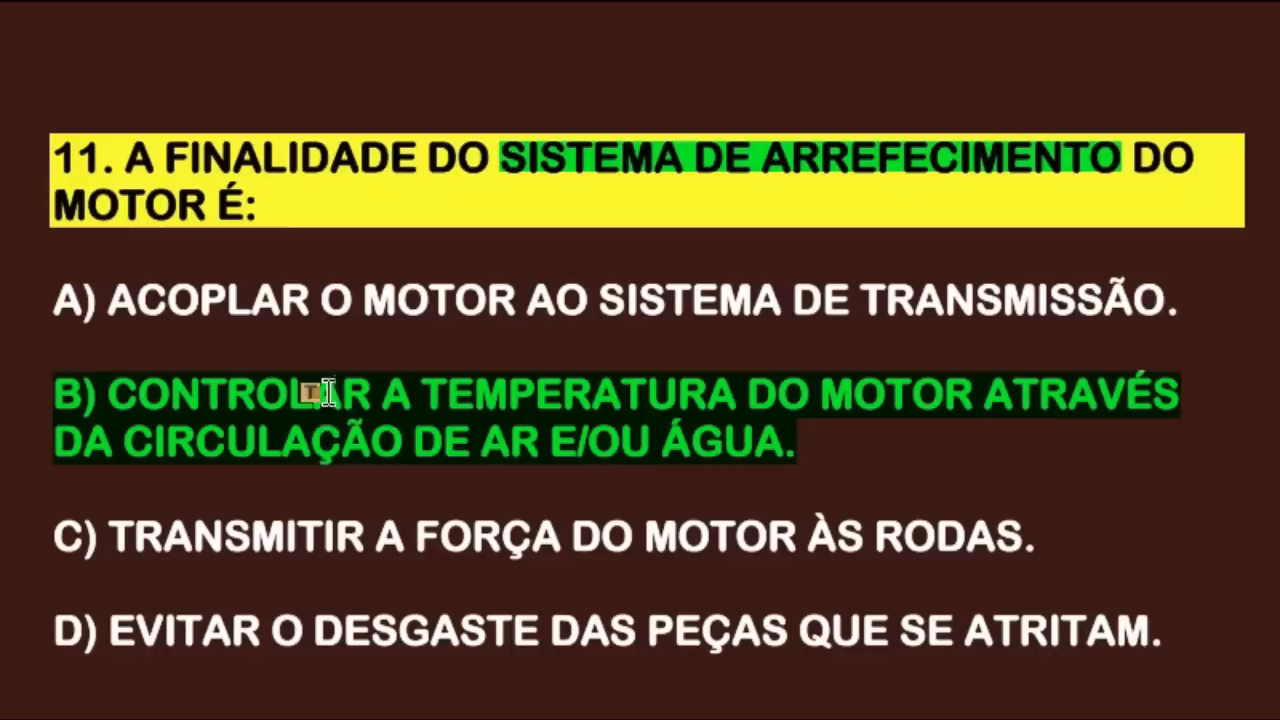 11. A FINALIDADE DO SISTEMA DE ARREFECIMENTO DO
MOTOR É:
A) ACOPLAR O MOTOR AO SISTEMA DE TRANSMISSÃO.
B) CONTROLAR A TEMPERATURA DO MOTOR ATRAVÉS
DA CIRCULAÇÃO DE AR E/OU ÁGUA.
C) TRANSMITIR A FORÇA DO MOTOR ÀS RODAS.
D) EVITAR O DESGASTE DAS PEÇAS QUE SE ATRITAM.